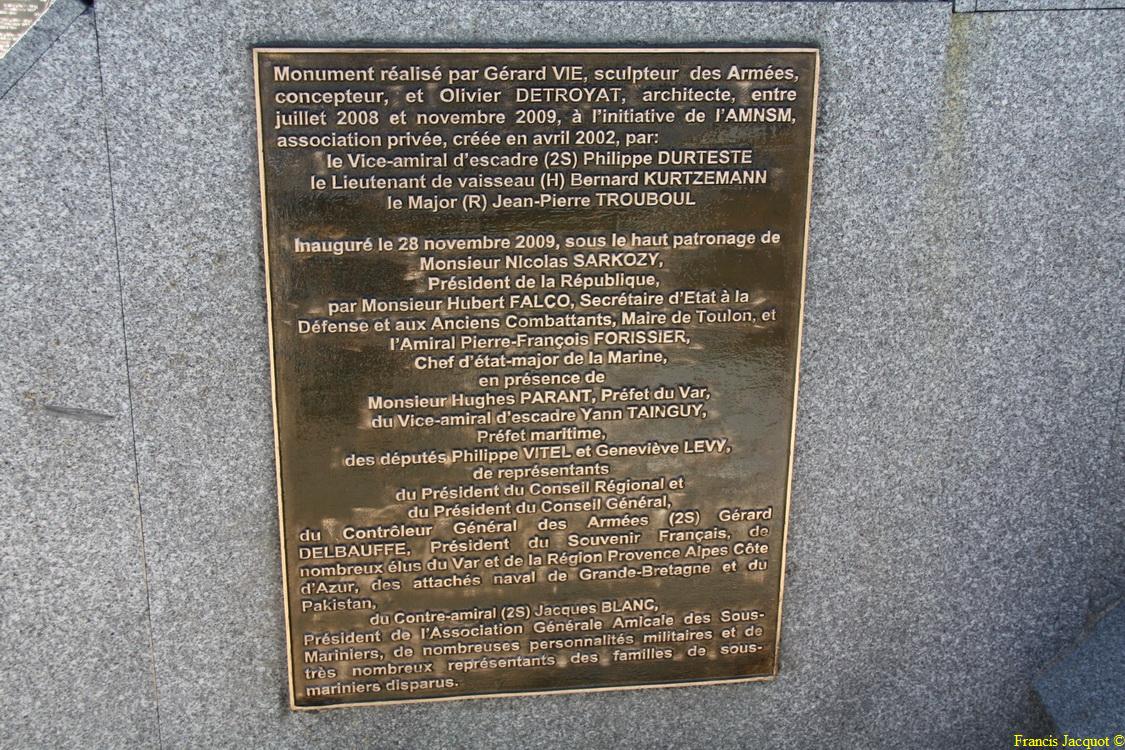 Monument réalisé par Gérard VIE, sculpteur des Armées,
concepteur, et Olivier DETROYAT, architecte, entre
juillet 2008 et novembre 2009, à l'initiative de l'AMNSM,
association privée, créée en avril 2002, par:
le Vice-amiral d'escadre (2S) Philippe DURTESTE
le Lieutenant de vaisseau (H) Bernard KURTZEMANN
le Major (R) Jean-Pierre TROUBOUL
Inauguré le 28 novembre 2009, sous le haut patronage de
Monsieur Nicolas SARKOZY,
Président de la République,
par Monsieur Hubert FALCO, Secrétaire d'Etat à la
Défense et aux Anciens Combattants, Maire de Toulon, et
l'Amiral Pierre-François FORISSIER,
Chef d'état-major de la Marine,
en présence de
Monsieur Hughes PARANT, Préfet du Var,
du Vice-amiral d'escadre Yann TAINGUY,
Préfet maritime,
des députés Philippe VITEL et Geneviève LEVY,
de représentants
du Président du Conseil Régional et
du Président du Conseil Général,
du Contrôleur Général des Armées (2S) Gérard
DELBAUFFE, Président du Souvenir Français, de
nombreux élus du Var et de la Région Provence Alpes Côte
d'Azur, des attachés naval de Grande-Bretagne et du
Pakistan,
du Contre-amiral (2S) Jacques BLANC,
Président de l'Association Générale Amicale des Sous-
Mariniers, de nombreuses personnalités militaires et de
très nombreux représentants des familles de sous-
mariniers disparus.
Francis Jacquot ©